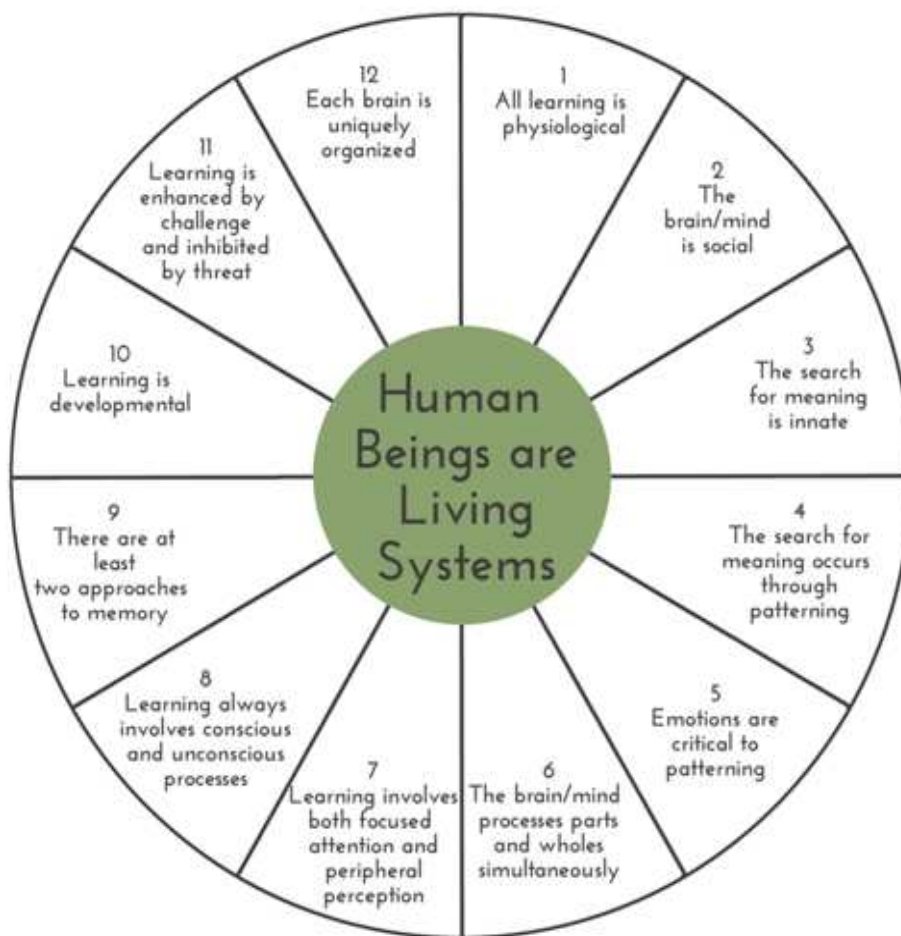 12
Each brain is
uniquely
organized
1
All learning is
physiological
2
The
brain/mind
is social
3
The search
for meaning
is innate
4
The search for
meaning occurs
through
patterning
5
Emotions are
critical to
patterning
6
The brain/mind
processes parts
and wholes
simultaneously
7
Learning involves
both focused
attention and
peripheral
perception
8
Learning always
involves conscious
and unconscious
processes
9
There are at
least
two approaches
to memory
10
Learning is
developmental
11
Learning is
enhanced by
challenge
and inhibited
by threat
Human
Beings are
Living
Systems